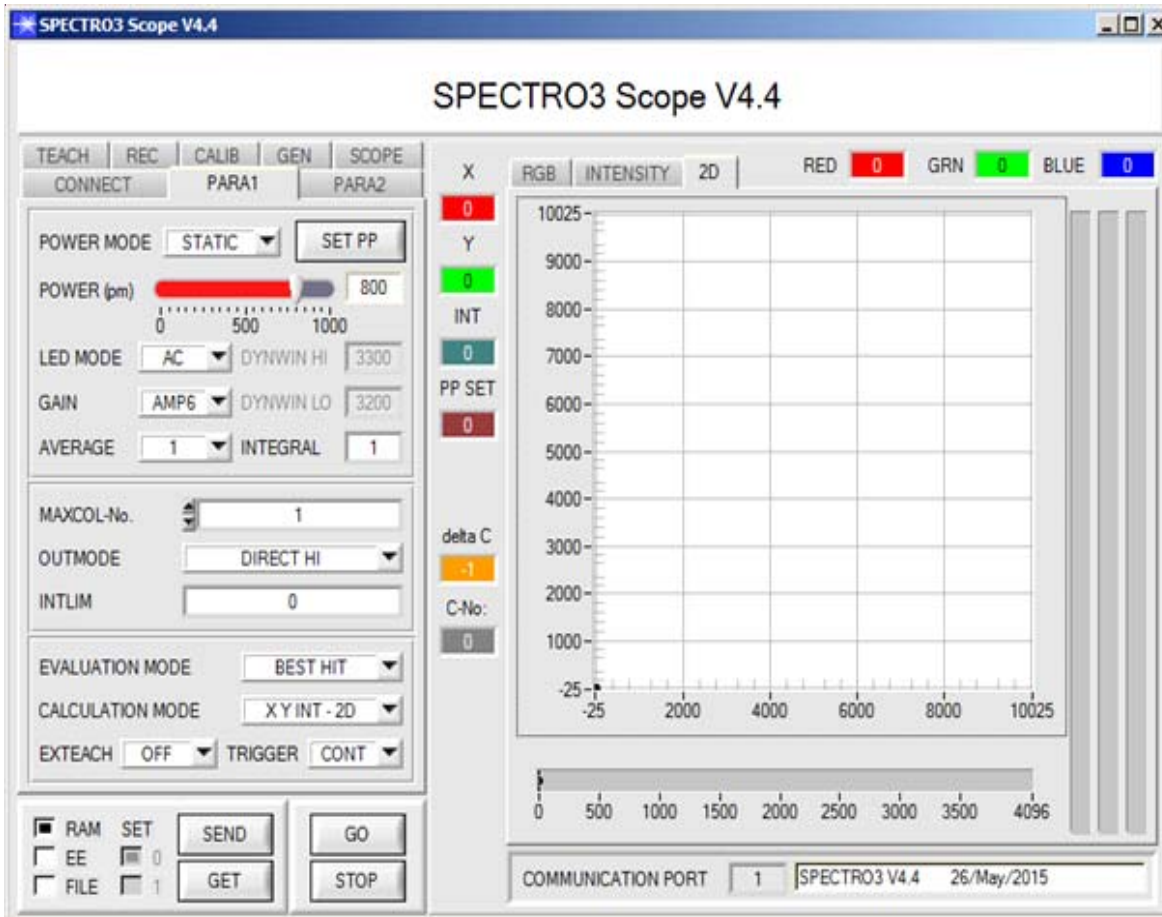 SPECTRO3 Scope V4.4
SPECTRO3 Scope V4.4
TEACH REC CALIB GEN SCOPE
CONNECT PARA1 PARA2
POWER MODE STATIC SET PP
POWER (pm) 800
0 500 1000
LED MODE AC DYNWIN HI 3300
GAIN AMP6 DYNWIN LO 3200
AVERAGE 1 INTEGRAL 1
MAXCOL-No. 1
OUTMODE DIRECT HI
INTLIM 0
EVALUATION MODE BEST HIT
CALCULATION MODE X Y INT - 2D
EXTEACH OFF TRIGGER CONT
RAM SET SEND GO
EE 0
FILE 1 GET STOP
X
0
Y
0
INT
0
PP SET
0
delta C
-1
C-No:
0
RGB INTENSITY 2D RED 0 GRN 0 BLUE 0
10025
9000
8000
7000
6000
5000
4000
3000
2000
1000
-25
-25 2000 4000 6000 8000 10025
0 500 1000 1500 2000 2500 3000 3500 4096
COMMUNICATION PORT 1 SPECTRO3 V4.4 26/May/2015